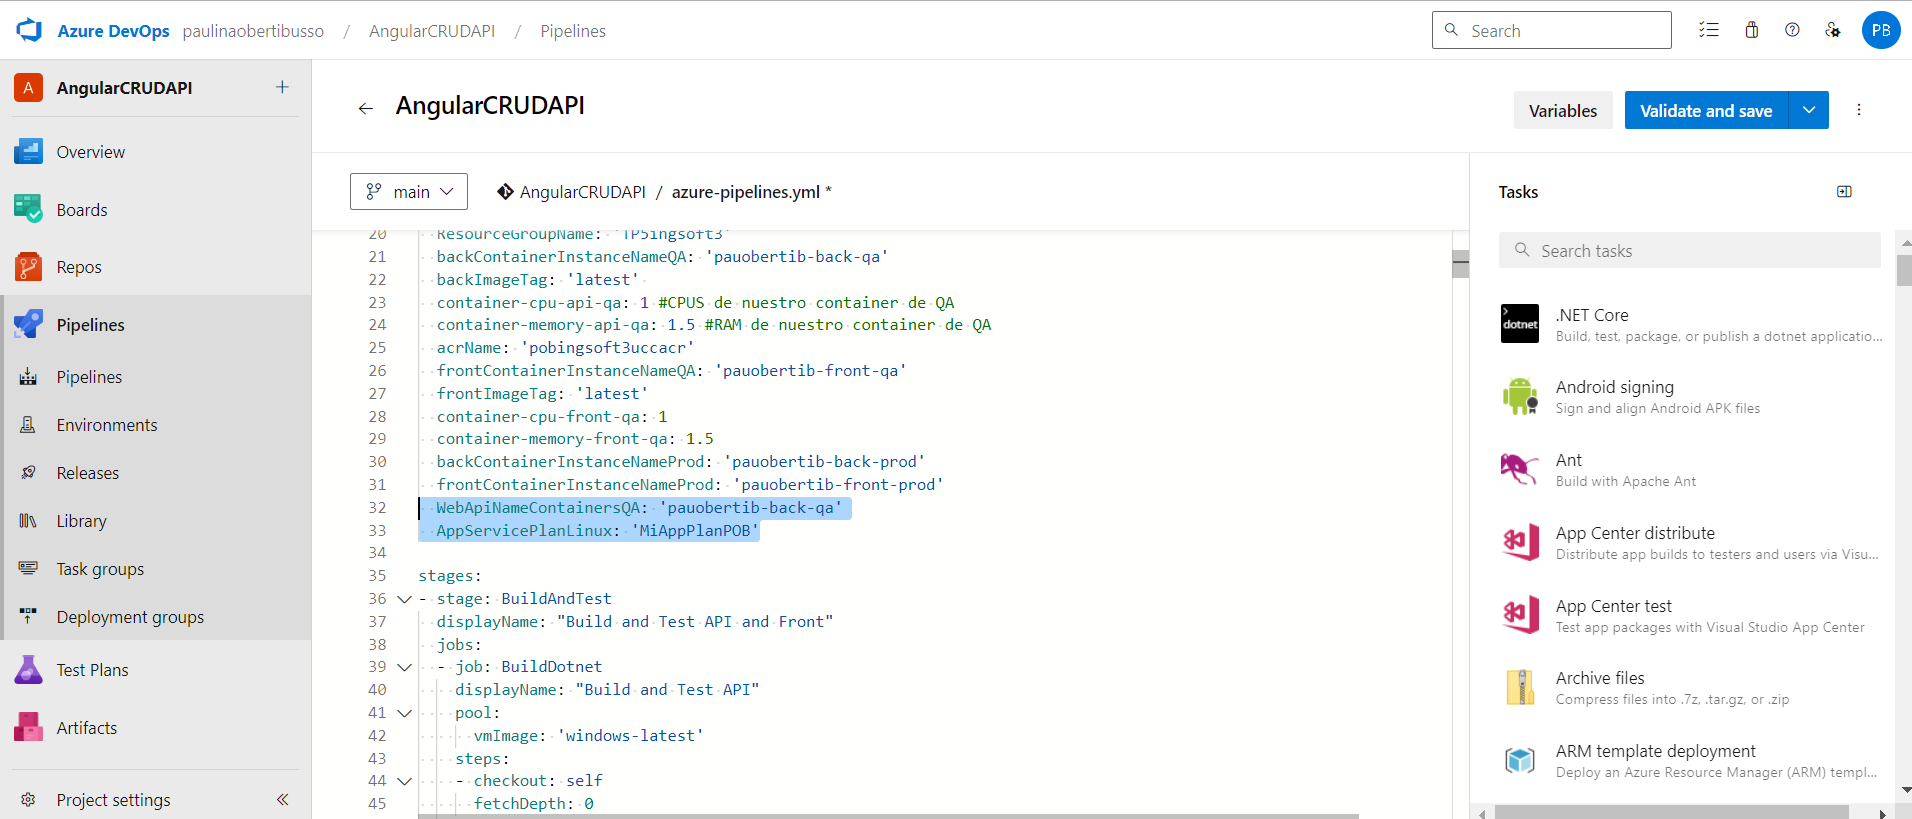 Azure DevOps paulinaobertibusso / AngularCRUDAPI / Pipelines Search PB
A AngularCRUDAPI +
Overview
Boards
Repos
Pipelines
Pipelines
Environments
Releases
Library
Task groups
Deployment groups
Test Plans
Artifacts
Project settings
AngularCRUDAPI
Variables
Validate and save
main
AngularCRUDAPI / azure-pipelines.yml *
20 ResourceGroupName: 'TP5ingsoft3'
21 backContainerInstanceNameQA: 'pauobertib-back-qa'
22 backImageTag: 'latest'
23 container-cpu-api-qa: 1 #CPUS de nuestro container de QA
24 container-memory-api-qa: 1.5 #RAM de nuestro container de QA
25 acrName: 'pobingsoft3uccacr'
26 frontContainerInstanceNameQA: 'pauobertib-front-qa'
27 frontImageTag: 'latest'
28 container-cpu-front-qa: 1
29 container-memory-front-qa: 1.5
30 backContainerInstanceNameProd: 'pauobertib-back-prod'
31 frontContainerInstanceNameProd: 'pauobertib-front-prod'
32 WebApiNameContainersQA: 'pauobertib-back-qa'
33 AppServicePlanLinux: 'MiAppPlanPOB'
34
35 stages:
36 - stage: BuildAndTest
37 displayName: "Build and Test API and Front"
38 jobs:
39 - job: BuildDotnet
40 displayName: "Build and Test API"
41 pool:
42 vmImage: 'windows-latest'
43 steps:
44 - checkout: self
45 fetchDepth: 0
Tasks
Search tasks
dotnet
.NET Core
Build, test, package, or publish a dotnet applicatio...
Android signing
Sign and align Android APK files
Ant
Build with Apache Ant
App Center distribute
Distribute app builds to testers and users via Visu...
App Center test
Test app packages with Visual Studio App Center
Archive files
Compress files into .7z, .tar.gz, or .zip
ARM template deployment
Deploy an Azure Resource Manager (ARM) templ...